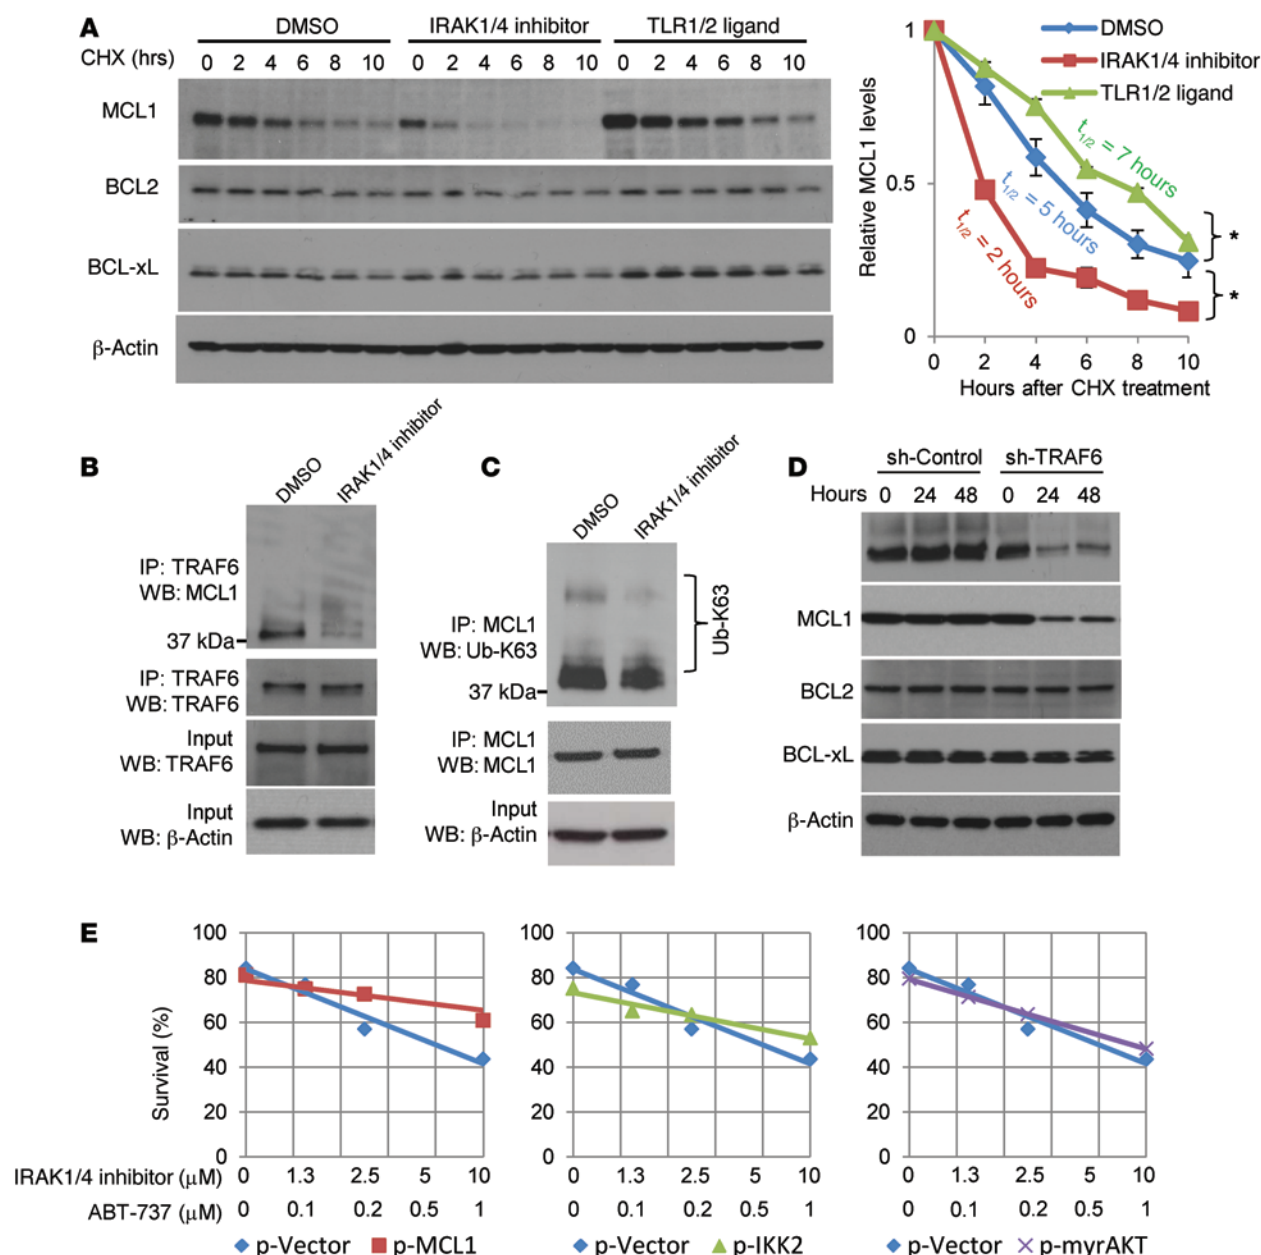 A
DMSO
IRAK1/4 inhibitor
TLR1/2 ligand
CHX (hrs)
0 2 4 6 8 10 0 2 4 6 8 10 0 2 4 6 8 10
MCL1
BCL2
BCL-xL
β-Actin
Relative MCL1 levels
1
0.5
0
DMSO
IRAK1/4 inhibitor
TLR1/2 ligand
t1/2 = 7 hours
t1/2 = 5 hours
t1/2 = 2 hours
*
*
0 2 4 6 8 10
Hours after CHX treatment
B
DMSO
IRAK1/4 inhibitor
IP: TRAF6
WB: MCL1
37 kDa
IP: TRAF6
WB: TRAF6
Input
WB: TRAF6
Input
WB: β-Actin
C
DMSO
IRAK1/4 inhibitor
IP: MCL1
WB: Ub-K63
Ub-K63
37 kDa
IP: MCL1
WB: MCL1
Input
WB: β-Actin
D
sh-Control sh-TRAF6
Hours 0 24 48 0 24 48
MCL1
BCL2
BCL-xL
β-Actin
E
Survival (%)
100
80
60
40
20
0
100
80
60
40
20
0
100
80
60
40
20
0
IRAK1/4 inhibitor (μM) 0 1.3 2.5 5 10 0 1.3 2.5 5 10 0 1.3 2.5 5 10
ABT-737 (μM) 0 0.1 0.2 0.5 1 0 0.1 0.2 0.5 1 0 0.1 0.2 0.5 1
p-Vector p-MCL1 p-Vector p-IKK2 p-Vector p-myrAKT